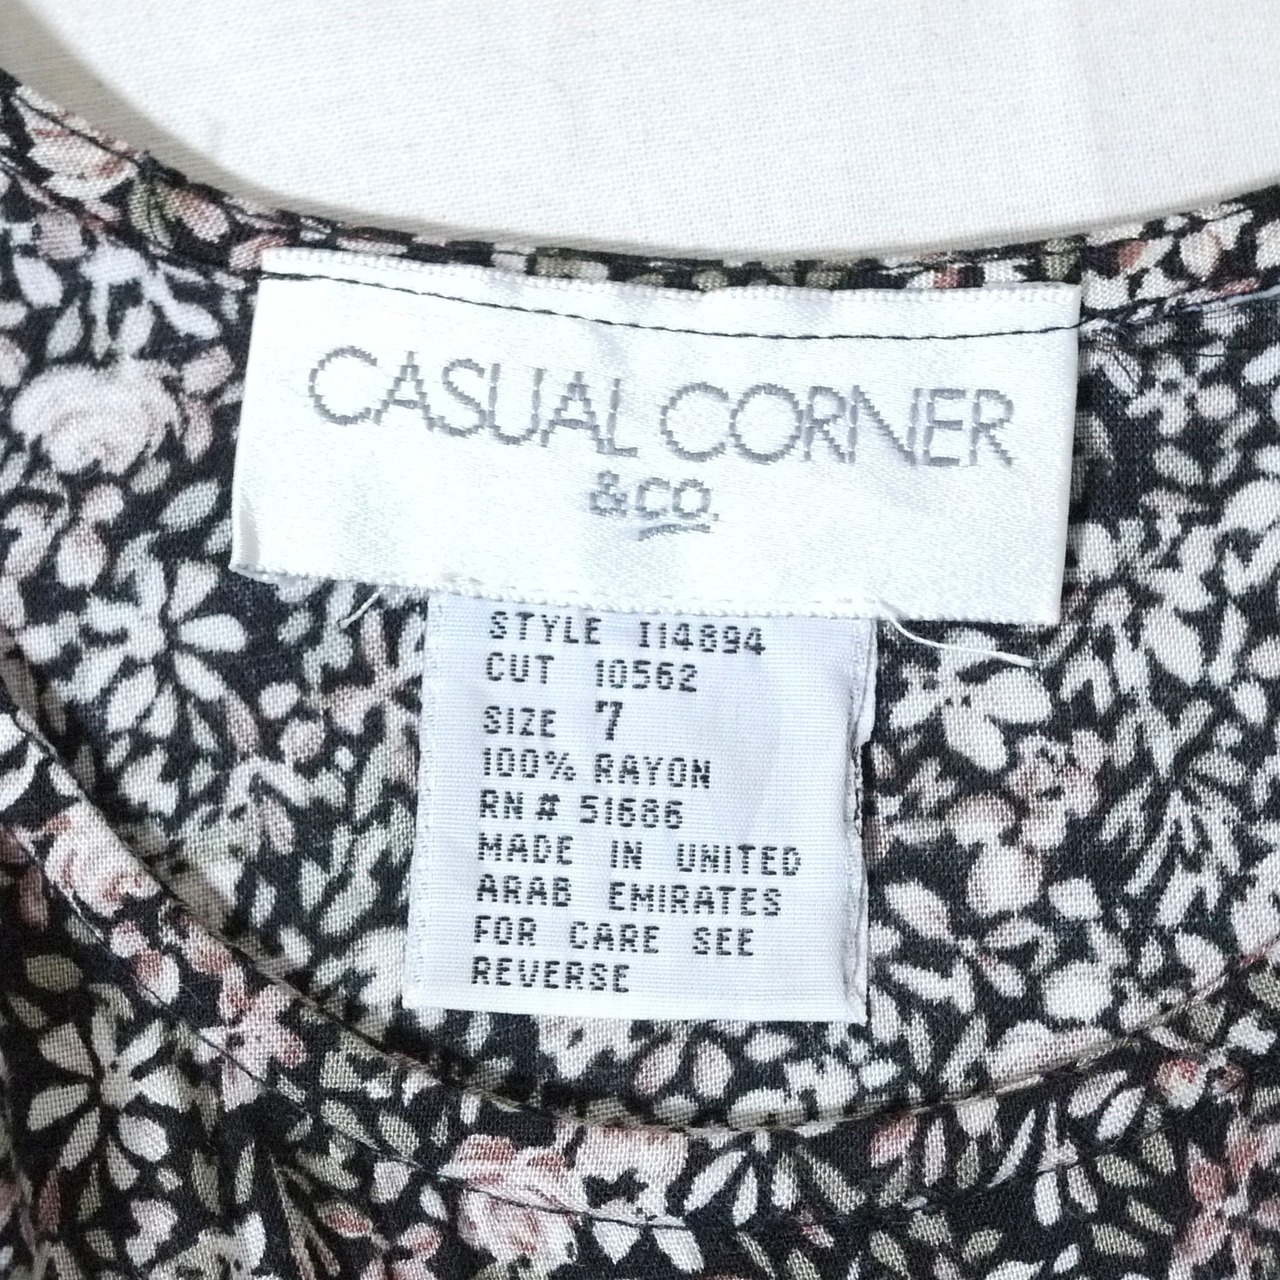 CASUAL CORNER
&CO.
STYLE I14894
CUT 10562
SIZE 7
100% RAYON
RN # 51686
MADE IN UNITED
ARAB EMIRATES
FOR CARE SEE
REVERSE